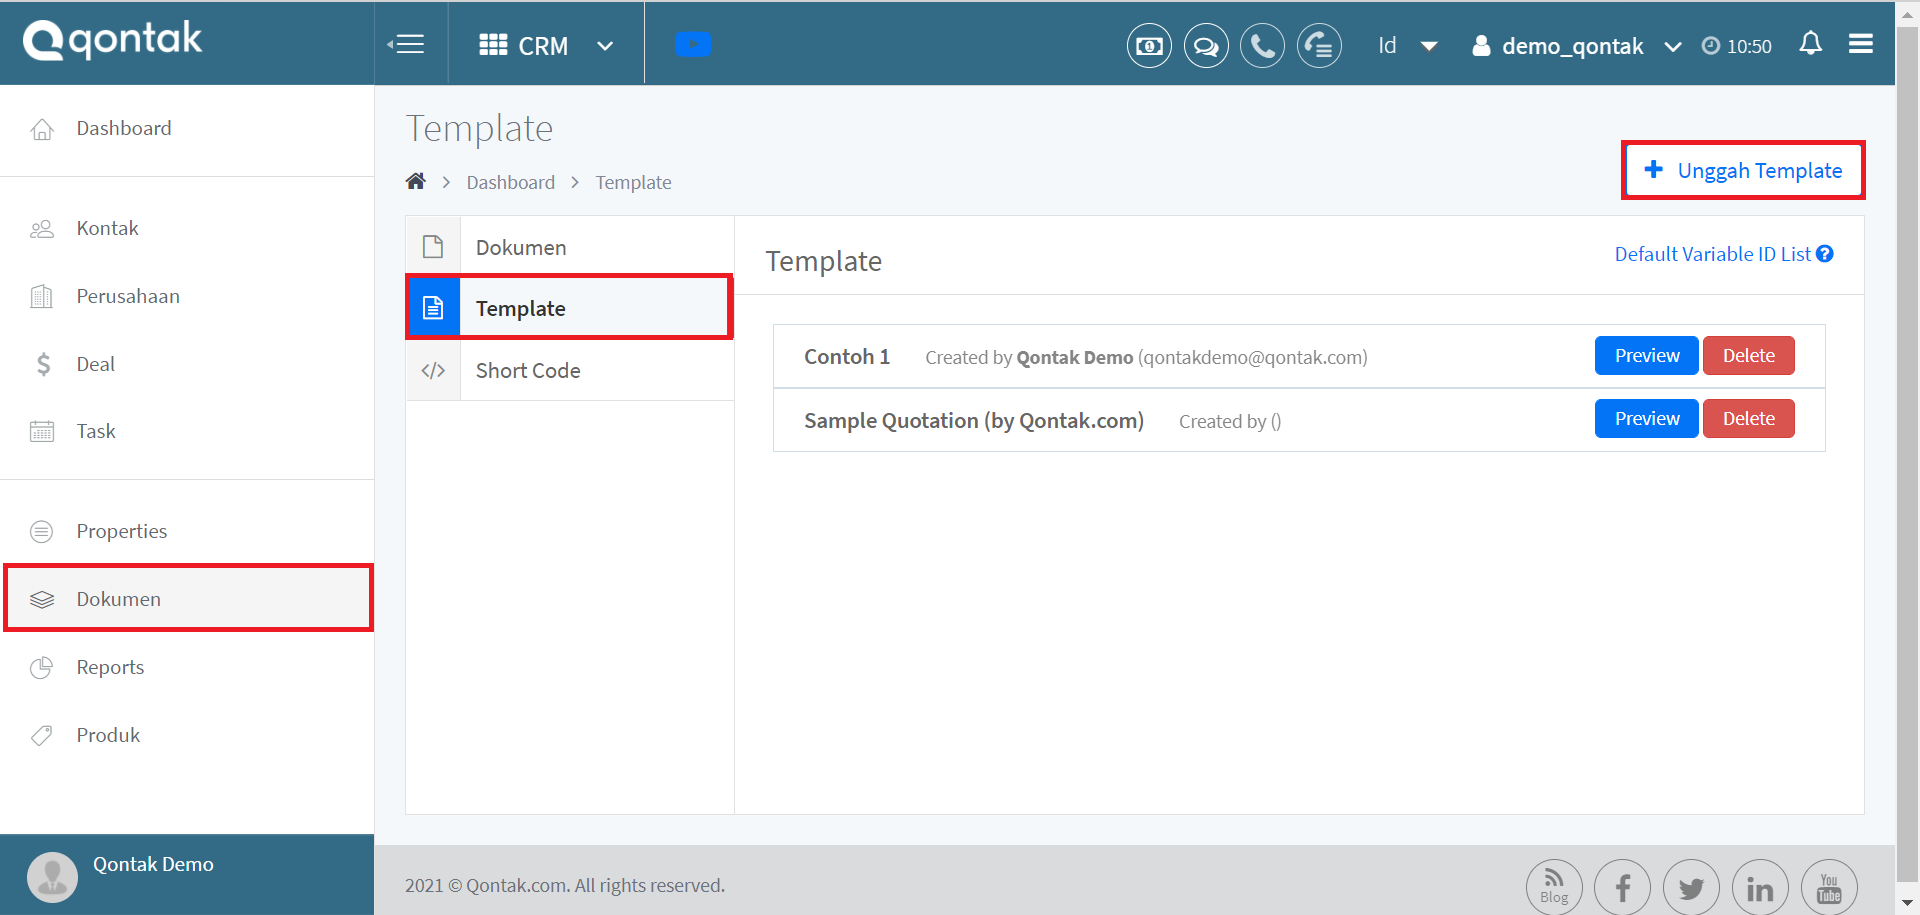 qontak
CRM
Id
demo_qontak
10:50
Dashboard
Kontak
Perusahaan
Deal
Task
Properties
Dokumen
Reports
Produk
Qontak Demo
Template
Dashboard
Template
Unggah Template
Dokumen
Template
</> Short Code
Template
Default Variable ID List ?
Contoh 1 Created by Qontak Demo (qontakdemo@qontak.com) Preview Delete
Sample Quotation (by Qontak.com) Created by () Preview Delete
2021 © Qontak.com. All rights reserved.
Blog
You
Tube